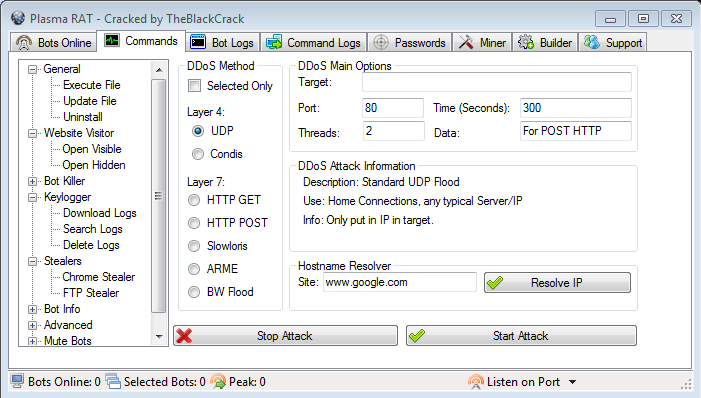 Plasma RAT - Cracked by TheBlackCrack
Bots Online Commands Bot Logs Command Logs Passwords Miner Builder Support
General
Execute File
Update File
Uninstall
Website Visitor
Open Visible
Open Hidden
Bot Killer
Keylogger
Download Logs
Search Logs
Delete Logs
Stealers
Chrome Stealer
FTP Stealer
Bot Info
Advanced
Mute Bots
DDoS Method
Selected Only
Layer 4:
UDP
Condis
Layer 7:
HTTP GET
HTTP POST
Slowloris
ARME
BW Flood
DDoS Main Options
Target:
Port: 80 Time (Seconds): 300
Threads: 2 Data: For POST HTTP
DDoS Attack Information
Description: Standard UDP Flood
Use: Home Connections, any typical Server/IP
Info: Only put in IP in target.
Hostname Resolver
Site: www.google.com Resolve IP
Stop Attack Start Attack
Bots Online: 0 Selected Bots: 0 Peak: 0 Listen on Port